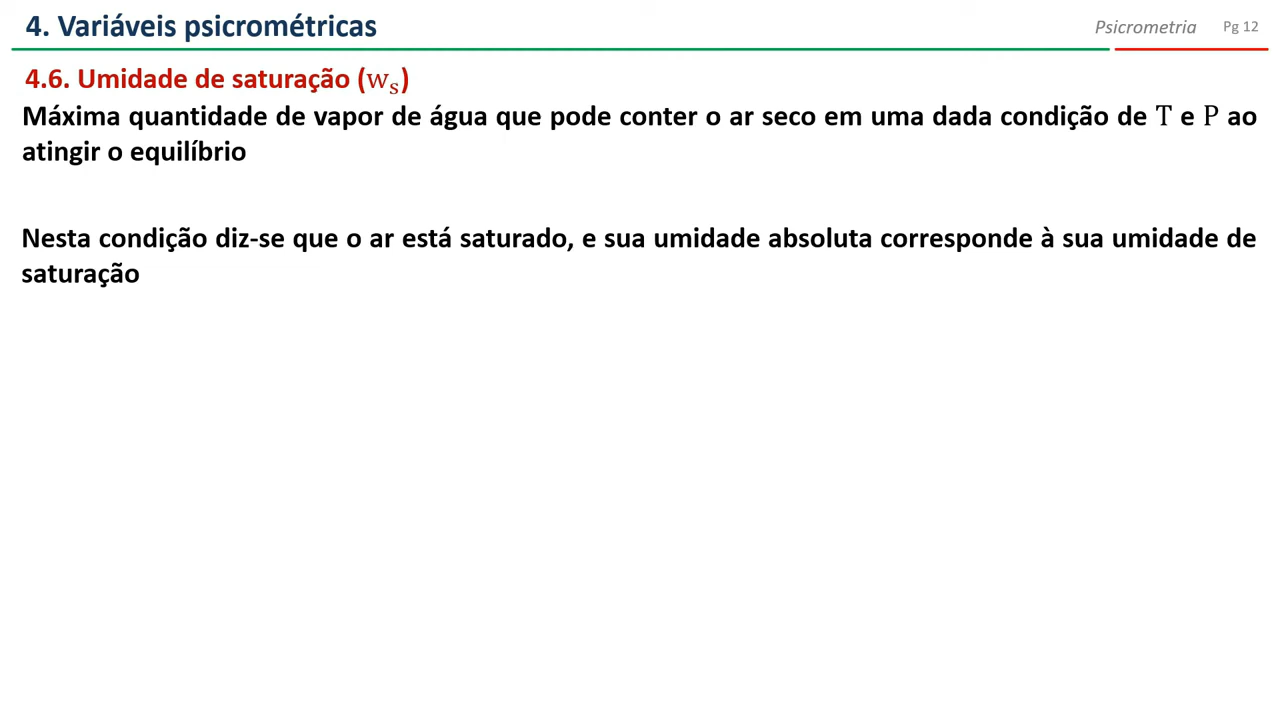 4. Variáveis psicrométricas
Psicrometria Pg 12
4.6. Umidade de saturação (wₛ)
Máxima quantidade de vapor de água que pode conter o ar seco em uma dada condição de T e P ao
atingir o equilíbrio
Nesta condição diz-se que o ar está saturado, e sua umidade absoluta corresponde à sua umidade de
saturação